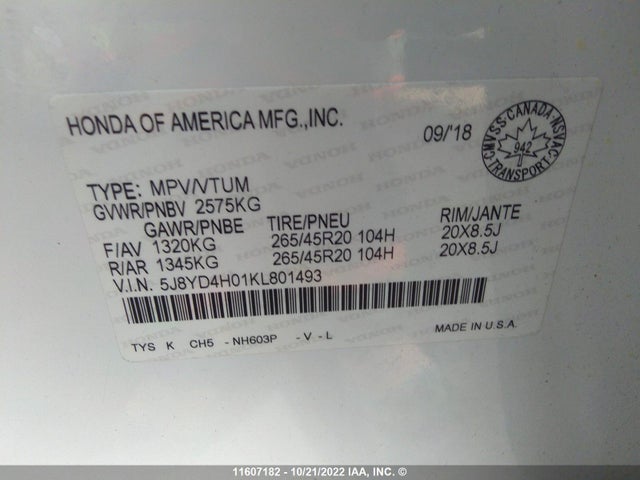 HONDA OF AMERICA MFG.,INC.
09/'18
CMVSS-CANADA-NSVAC
942
TRANSPORT
TYPE: MPV/VTUM
GVWR/PNBV 2575KG
GAWR/PNBE TIRE/PNEU RIM/JANTE
F/AV 1320KG 265/45R20 104H 20X8.5J
R/AR 1345KG 265/45R20 104H 20X8.5J
V.I.N. 5J8YD4H01KL801493
TYS K CH5 - NH603P - V - L
MADE IN U.S.A.
11607182 - 10/21/2022 IAA, INC. ©